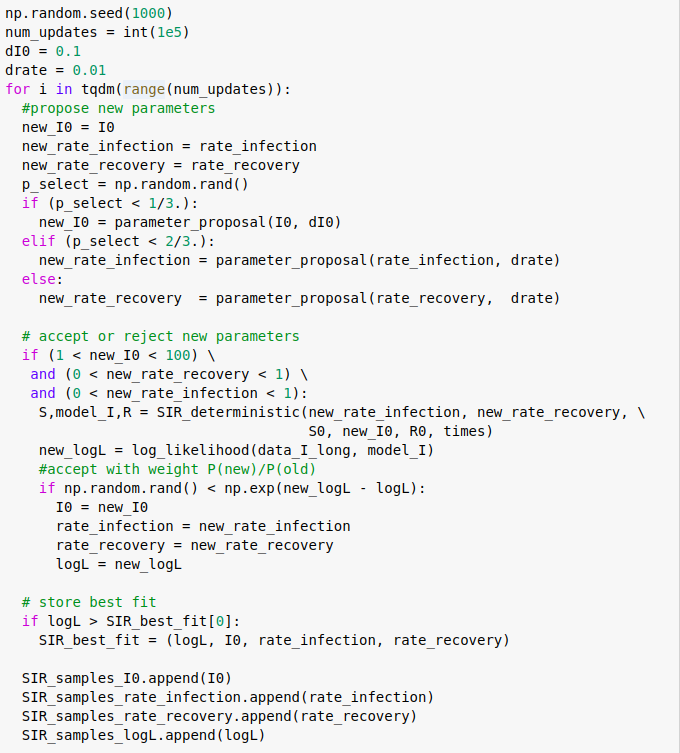 np.random.seed(1000)
num_updates = int(1e5)
dI0 = 0.1
drate = 0.01
for i in tqdm(range(num_updates)):
  #propose new parameters
  new_I0 = I0
  new_rate_infection = rate_infection
  new_rate_recovery = rate_recovery
  p_select = np.random.rand()
  if (p_select < 1/3.):
    new_I0 = parameter_proposal(I0, dI0)
  elif (p_select < 2/3.):
    new_rate_infection = parameter_proposal(rate_infection, drate)
  else:
    new_rate_recovery  = parameter_proposal(rate_recovery,  drate)

  # accept or reject new parameters
  if (1 < new_I0 < 100) \
   and (0 < new_rate_recovery < 1) \
   and (0 < new_rate_infection < 1):
    S,model_I,R = SIR_deterministic(new_rate_infection, new_rate_recovery, \
                                    S0, new_I0, R0, times)
    new_logL = log_likelihood(data_I_long, model_I)
    #accept with weight P(new)/P(old)
    if np.random.rand() < np.exp(new_logL - logL):
      I0 = new_I0
      rate_infection = new_rate_infection
      rate_recovery = new_rate_recovery
      logL = new_logL

  # store best fit
  if logL > SIR_best_fit[0]:
    SIR_best_fit = (logL, I0, rate_infection, rate_recovery)

  SIR_samples_I0.append(I0)
  SIR_samples_rate_infection.append(rate_infection)
  SIR_samples_rate_recovery.append(rate_recovery)
  SIR_samples_logL.append(logL)